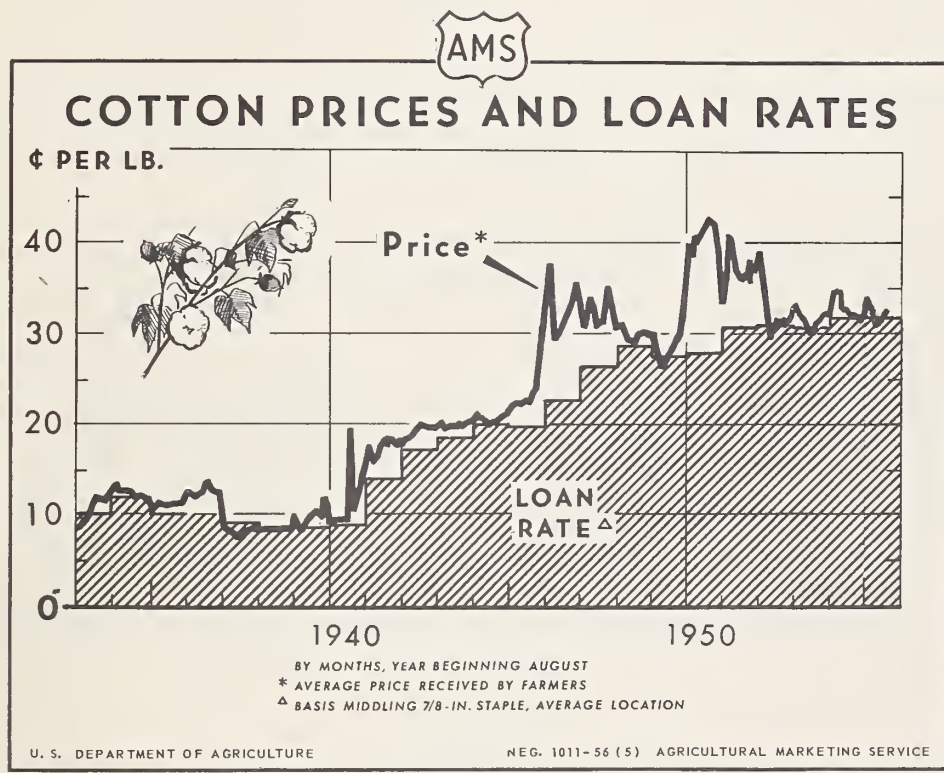 AMS
COTTON PRICES AND LOAN RATES
¢ PER LB.
40
30
20
10
0
Price*
LOAN
RATE △
1940 1950
BY MONTHS, YEAR BEGINNING AUGUST
* AVERAGE PRICE RECEIVED BY FARMERS
△ BASIS MIDDLING 7/8-IN. STAPLE, AVERAGE LOCATION
U. S. DEPARTMENT OF AGRICULTURE NEG. 1011-56 (5) AGRICULTURAL MARKETING SERVICE